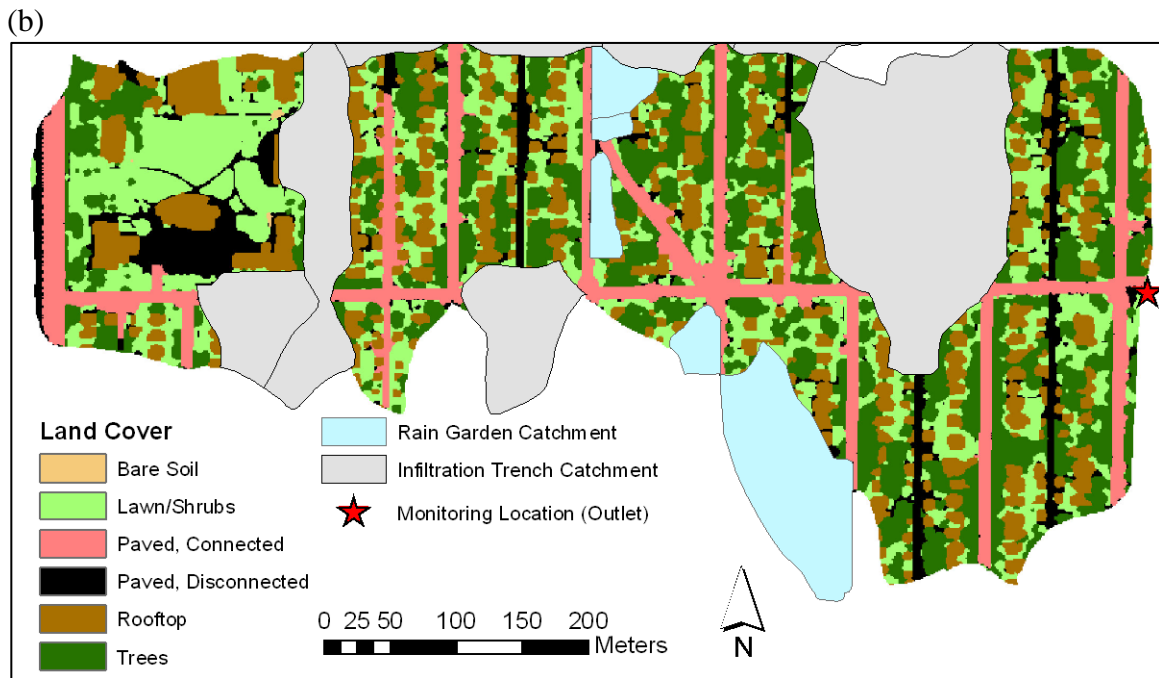 (b)
Land Cover
Bare Soil
Lawn/Shrubs
Paved, Connected
Paved, Disconnected
Rooftop
Trees
Rain Garden Catchment
Infiltration Trench Catchment
Monitoring Location (Outlet)
0 25 50 100 150 200
Meters
N